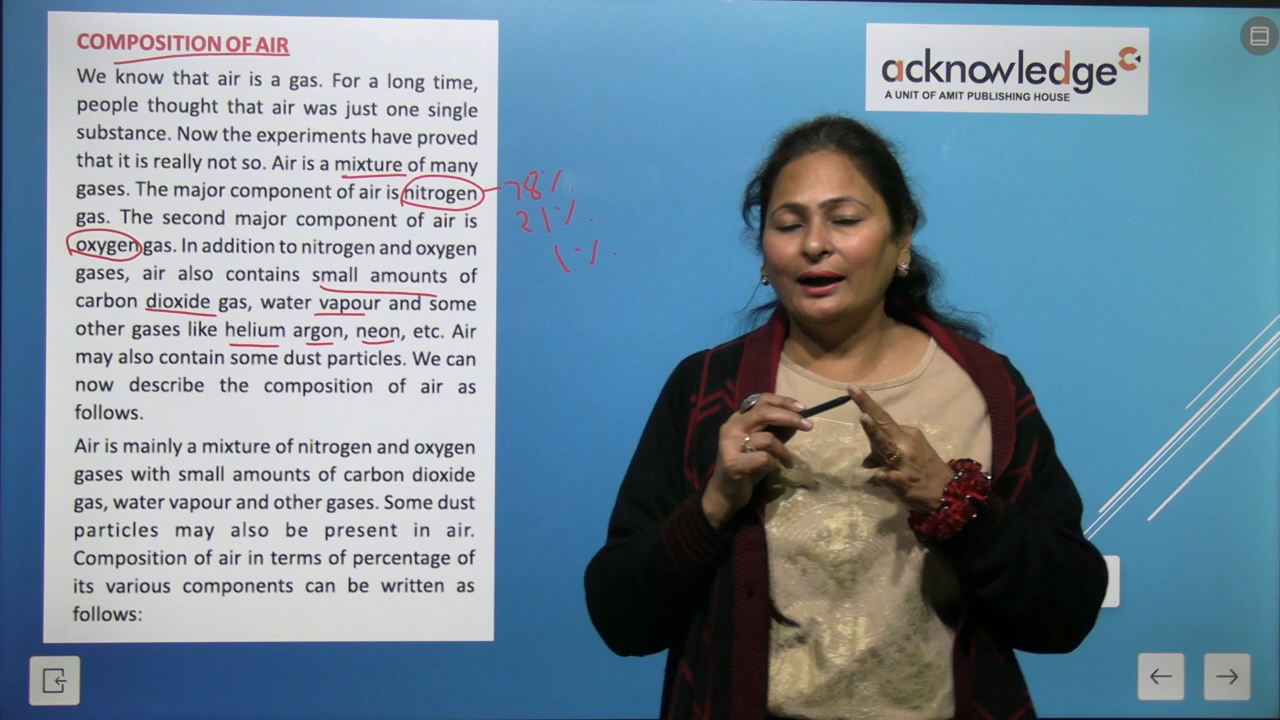 COMPOSITION OF AIR
We know that air is a gas. For a long time,
people thought that air was just one single
substance. Now the experiments have proved
that it is really not so. Air is a mixture of many
gases. The major component of air is nitrogen
gas. The second major component of air is
oxygen gas. In addition to nitrogen and oxygen
gases, air also contains small amounts of
carbon dioxide gas, water vapour and some
other gases like helium argon, neon, etc. Air
may also contain some dust particles. We can
now describe the composition of air as
follows.
Air is mainly a mixture of nitrogen and oxygen
gases with small amounts of carbon dioxide
gas, water vapour and other gases. Some dust
particles may also be present in air.
Composition of air in terms of percentage of
its various components can be written as
follows:
78%
21%
1%
acknowledge
A UNIT OF AMIT PUBLISHING HOUSE